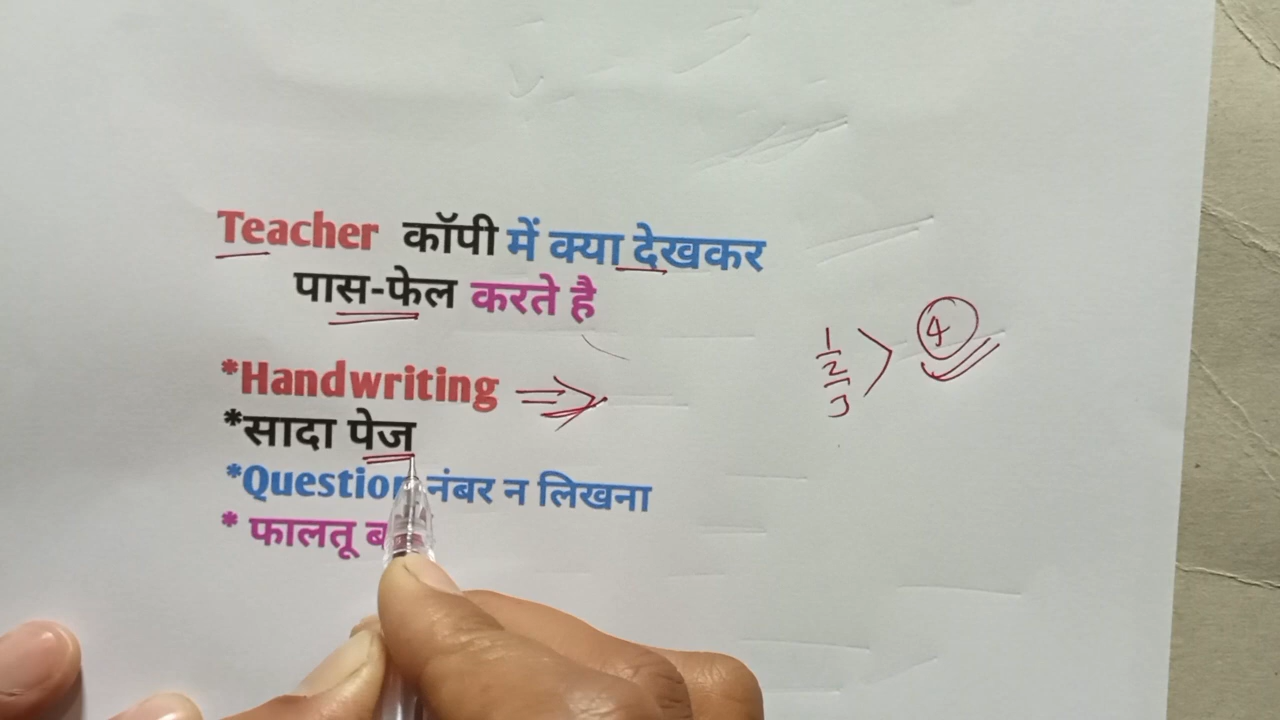 Teacher कॉपी में क्या देखकर
पास-फेल करते है
*Handwriting
*सादा पेज
*Question नंबर न लिखना
* फालतू
1
2
3
4